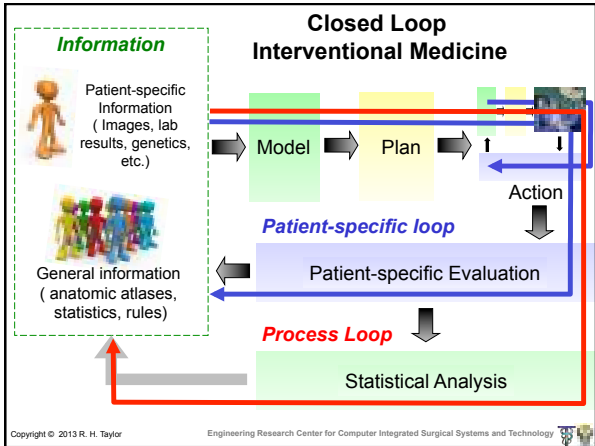 Closed Loop
Interventional Medicine
Information
Patient-specific
Information
( Images, lab
results, genetics,
etc.)
General information
( anatomic atlases,
statistics, rules)
Model
Plan
Action
Patient-specific loop
Patient-specific Evaluation
Process Loop
Statistical Analysis
Copyright © 2013 R. H. Taylor
Engineering Research Center for Computer Integrated Surgical Systems and Technology